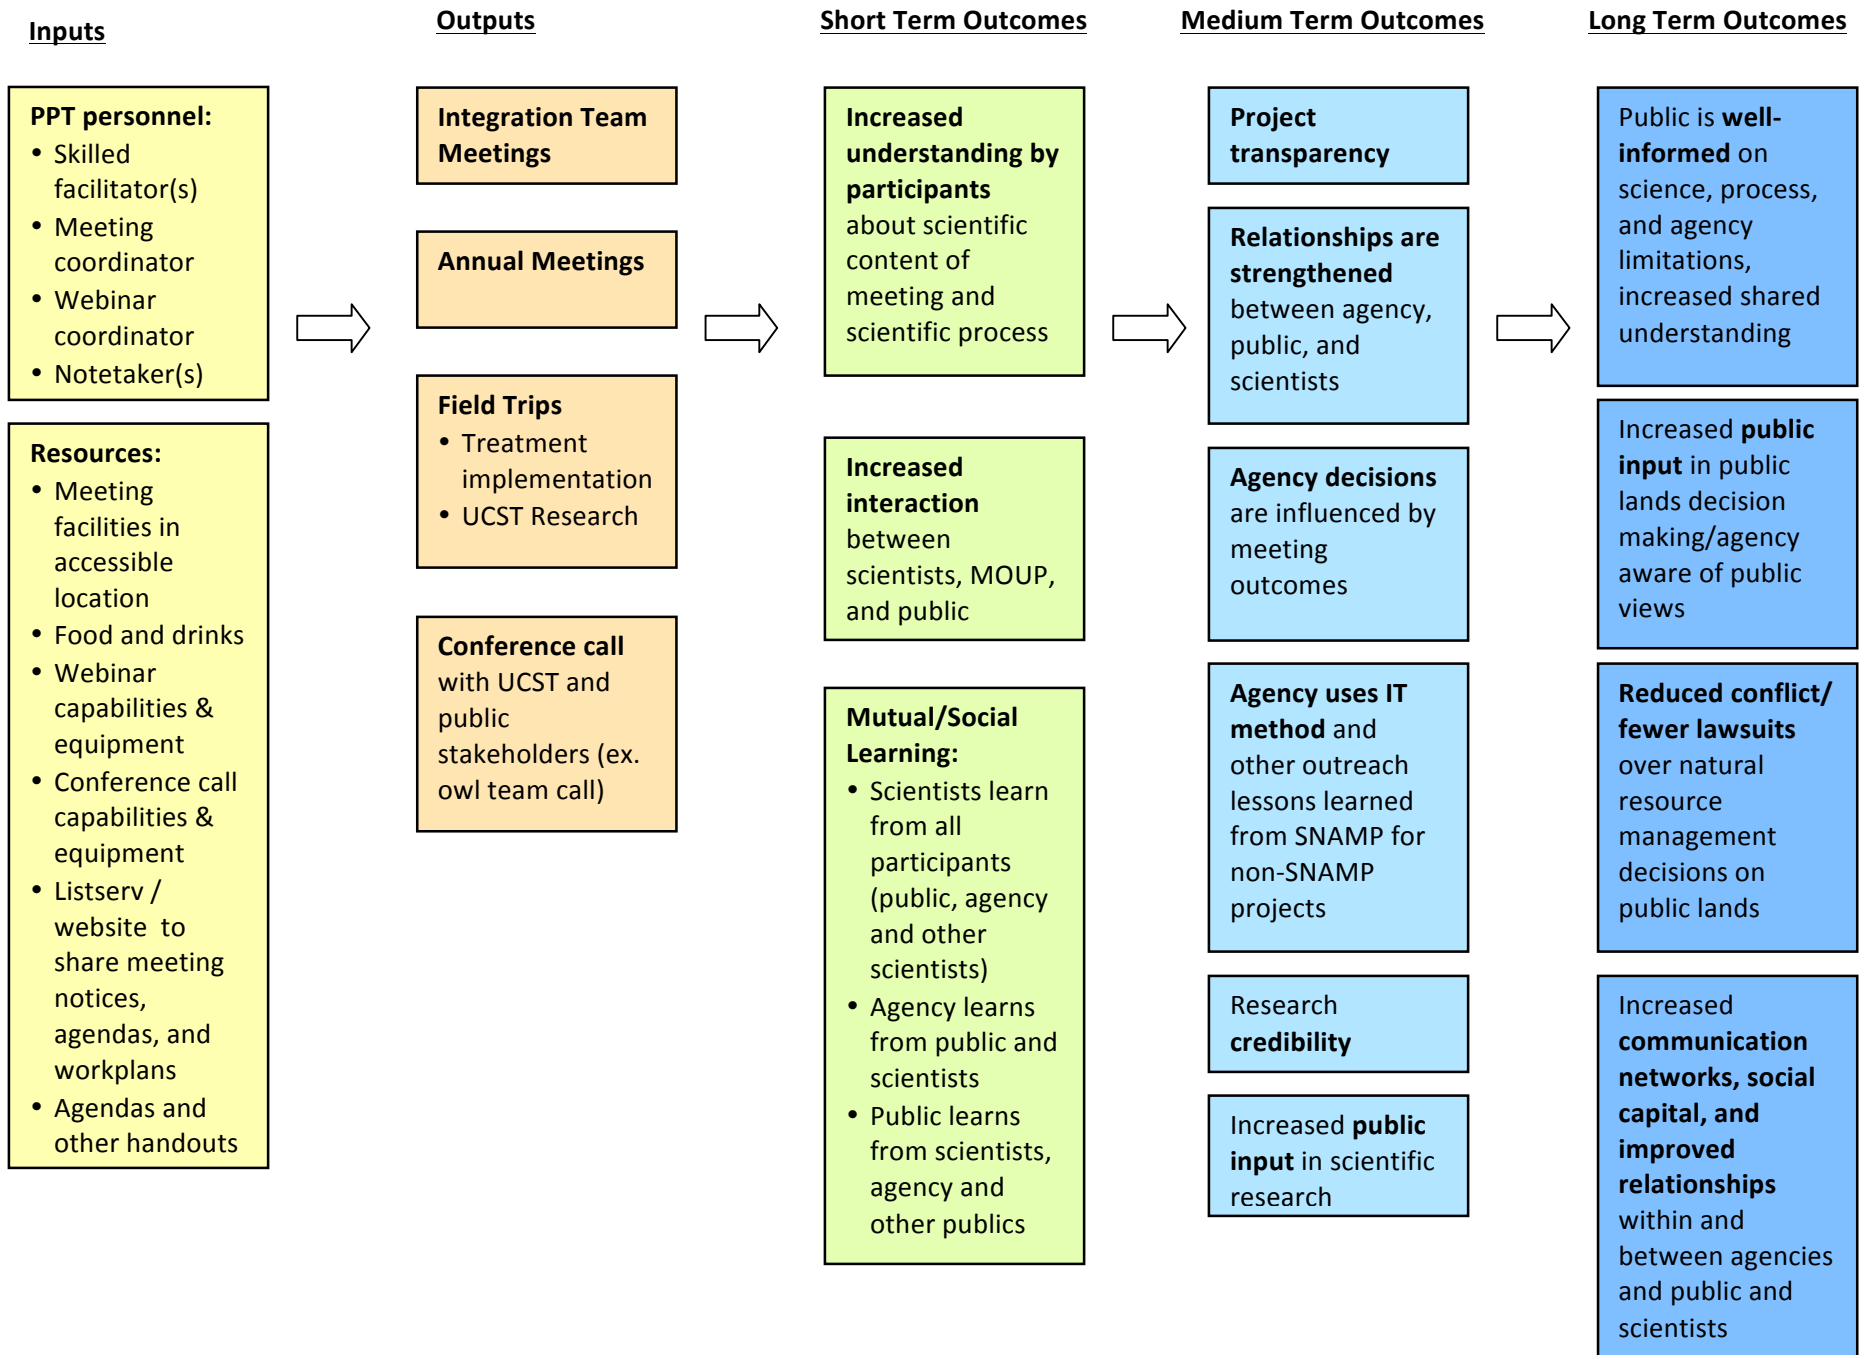 Inputs
PPT personnel:
• Skilled
facilitator(s)
• Meeting
coordinator
• Webinar
coordinator
• Notetaker(s)
Resources:
• Meeting
facilities in
accessible
location
• Food and drinks
• Webinar
capabilities &
equipment
• Conference call
capabilities &
equipment
• Listserv /
website to
share meeting
notices,
agendas, and
workplans
• Agendas and
other handouts
Outputs
Integration Team
Meetings
Annual Meetings
Field Trips
• Treatment
implementation
• UCST Research
Conference call
with UCST and
public
stakeholders (ex.
owl team call)
Short Term Outcomes
Increased
understanding by
participants
about scientific
content of
meeting and
scientific process
Increased
interaction
between
scientists, MOUP,
and public
Mutual/Social
Learning:
• Scientists learn
from all
participants
(public, agency
and other
scientists)
• Agency learns
from public and
scientists
• Public learns
from scientists,
agency and
other publics
Medium Term Outcomes
Project
transparency
Relationships are
strengthened
between agency,
public, and
scientists
Agency decisions
are influenced by
meeting
outcomes
Agency uses IT
method and
other outreach
lessons learned
from SNAMP for
non-SNAMP
projects
Research
credibility
Increased public
input in scientific
research
Long Term Outcomes
Public is well-
informed on
science, process,
and agency
limitations,
increased shared
understanding
Increased public
input in public
lands decision
making/agency
aware of public
views
Reduced conflict/
fewer lawsuits
over natural
resource
management
decisions on
public lands
Increased
communication
networks, social
capital, and
improved
relationships
within and
between agencies
and public and
scientists